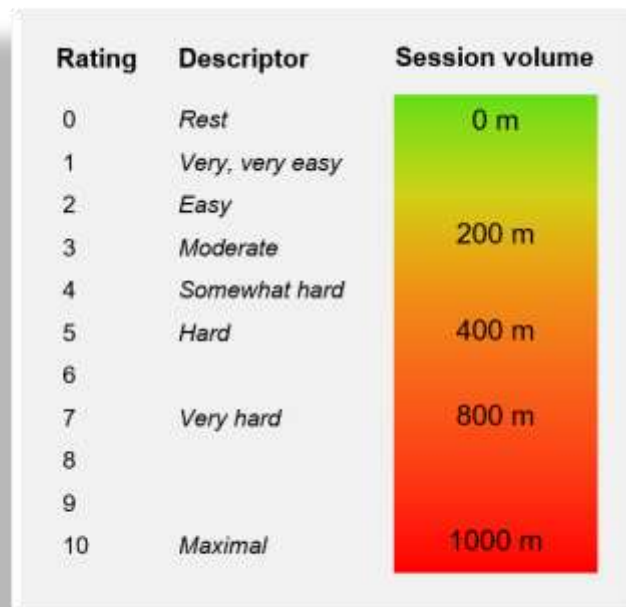 Rating Descriptor Session volume
0 Rest 0 m
1 Very, very easy
2 Easy
200 m
3 Moderate
4 Somewhat hard
5 Hard 400 m
6
7 Very hard 800 m
8
9
10 Maximal 1000 m